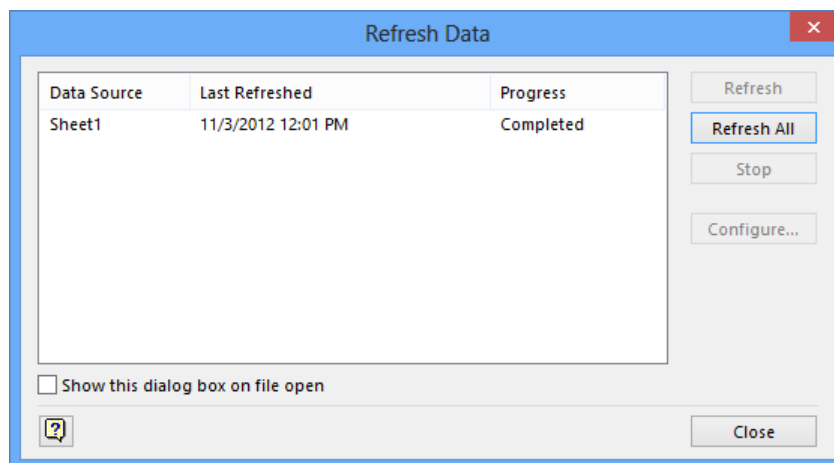 Refresh Data
Data Source Last Refreshed Progress
Sheet1 11/3/2012 12:01 PM Completed
Refresh
Refresh All
Stop
Configure...
Show this dialog box on file open
?
Close